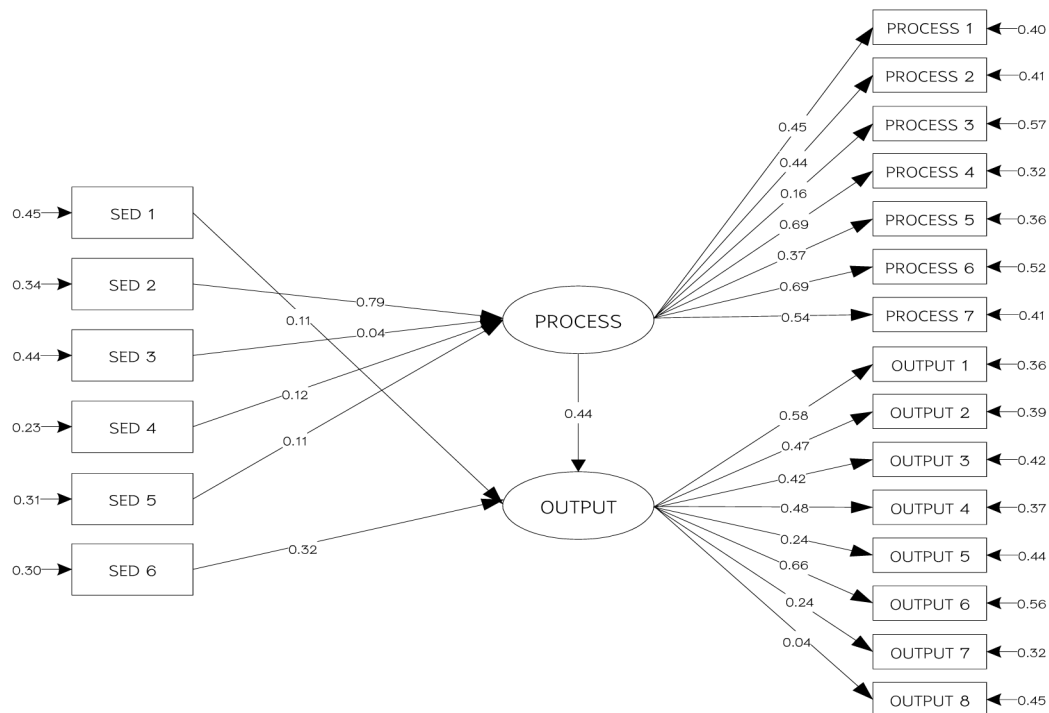 0.45
SED 1
0.34
SED 2
0.44
SED 3
0.23
SED 4
0.31
SED 5
0.30
SED 6
0.11
0.79
0.04
0.12
0.11
0.32
PROCESS
0.44
OUTPUT
0.45
0.44
0.16
0.69
0.37
0.69
0.54
0.58
0.47
0.42
0.48
0.24
0.66
0.24
0.04
PROCESS 1
0.40
PROCESS 2
0.41
PROCESS 3
0.57
PROCESS 4
0.32
PROCESS 5
0.36
PROCESS 6
0.52
PROCESS 7
0.41
OUTPUT 1
0.36
OUTPUT 2
0.39
OUTPUT 3
0.42
OUTPUT 4
0.37
OUTPUT 5
0.44
OUTPUT 6
0.56
OUTPUT 7
0.32
OUTPUT 8
0.45